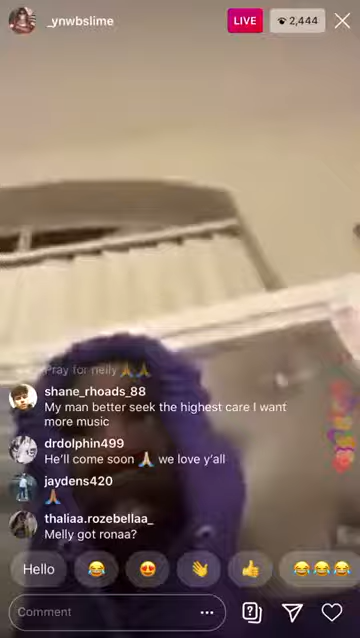 _ynwbslime
LIVE
2,444
Pray for nelly 🙏🙏
shane_rhoads_88
My man better seek the highest care I want
more music
drdolphin499
He'll come soon 🙏 we love y'all
jaydens420
🙏
thaliaa.rozebellaa_
Melly got ronaa?
Hello 😂 😍 👋 👍 😂😂😂
Comment